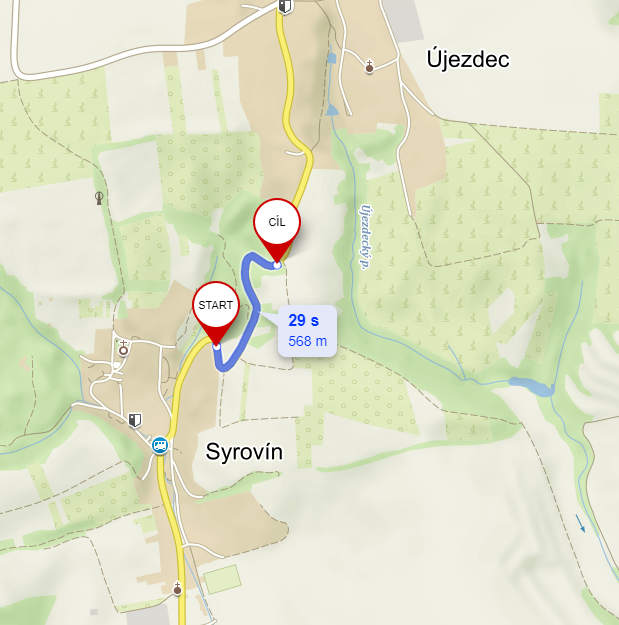 Újezdec
Újezdecký p.
CÍL
START
29 s
568 m
Syrovín